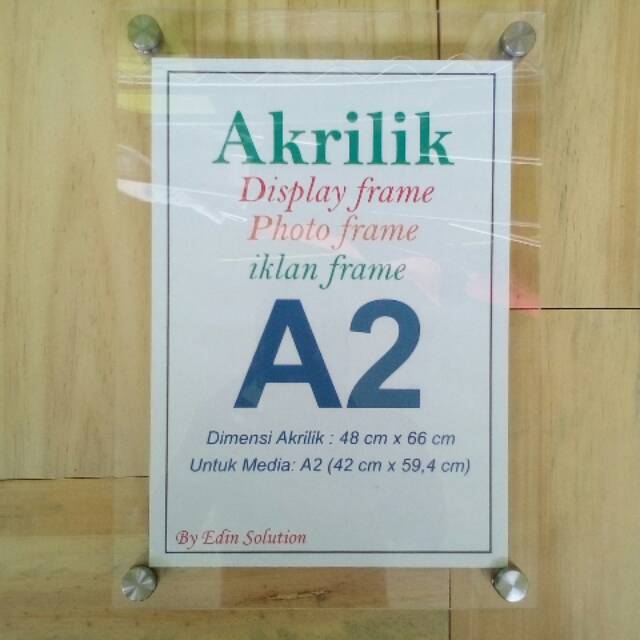 Akrilik
Display frame
Photo frame
iklan frame
A2
Dimensi Akrilik : 48 cm x 66 cm
Untuk Media: A2 (42 cm x 59,4 cm)
By Edin Solution